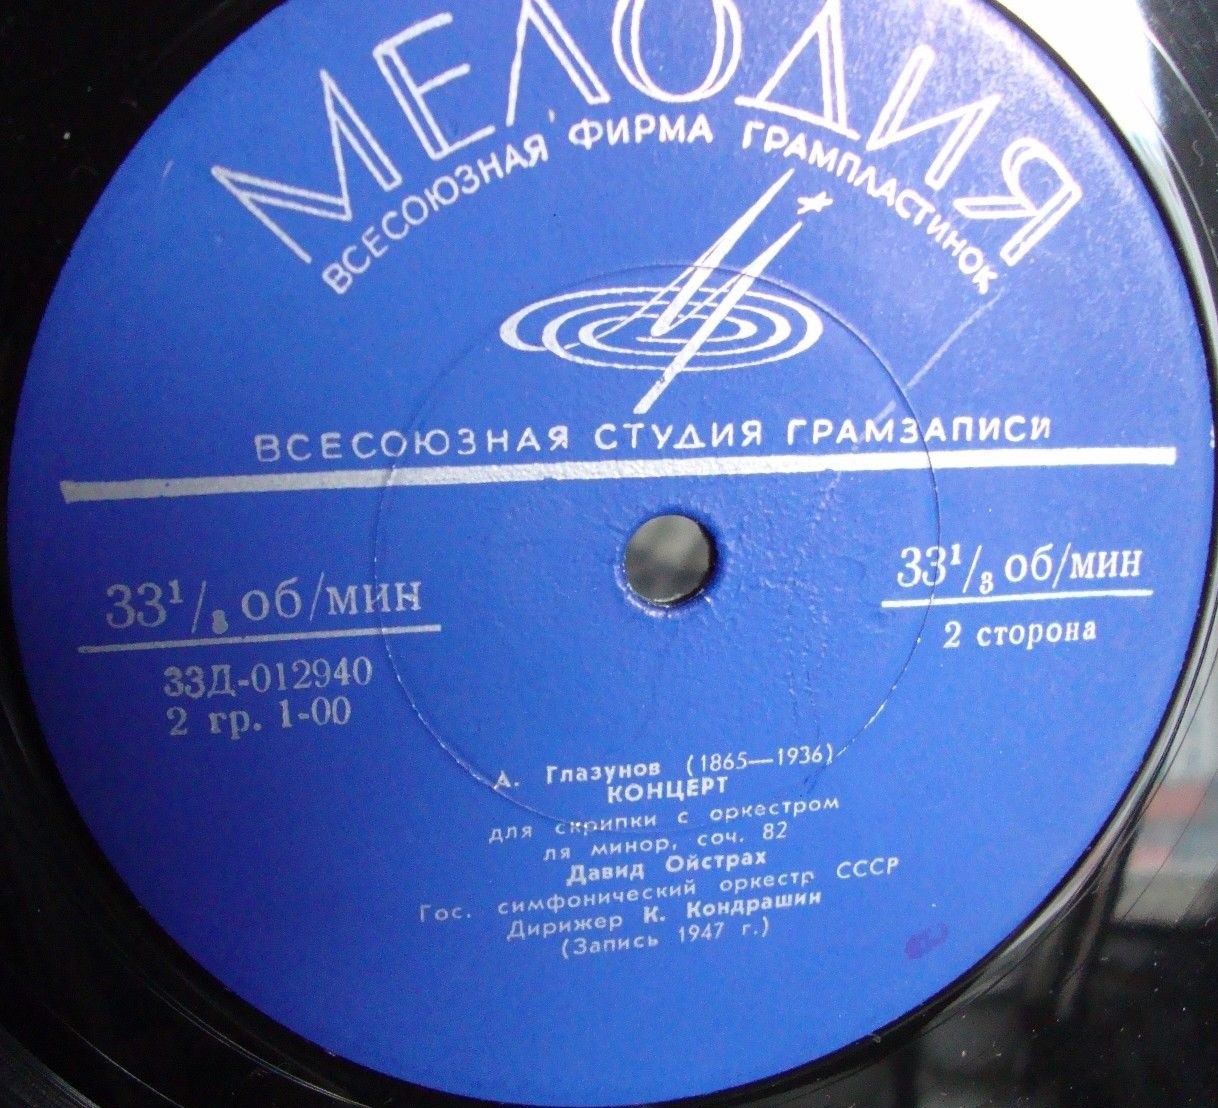 МЕЛОДИЯ
ВСЕСОЮЗНАЯ ФИРМА ГРАМПЛАСТИНОК
ВСЕСОЮЗНАЯ СТУДИЯ ГРАМЗАПИСИ
33¹/₃ об/мин
33Д-012940
2 гр. 1-00
33¹/₃ об/мин
2 сторона
А. Глазунов (1865—1936)
КОНЦЕРТ
для скрипки с оркестром
ля минор, соч. 82
Давид Ойстрах
Гос. симфонический оркестр СССР
Дирижер К. Кондрашин
(Запись 1947 г.)